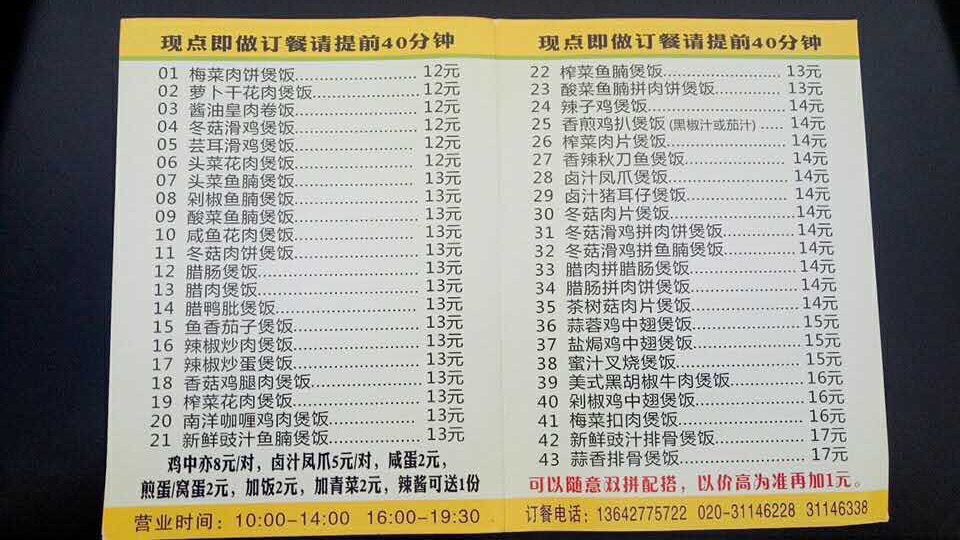 现点即做订餐请提前40分钟
01 梅菜肉饼煲饭.................12元
02 萝卜干花肉煲饭...............12元
03 酱油皇肉卷饭.................12元
04 冬菇滑鸡煲饭.................12元
05 芸耳滑鸡煲饭.................12元
06 头菜花肉煲饭.................12元
07 头菜鱼腩煲饭.................13元
08 剁椒鱼腩煲饭.................13元
09 酸菜鱼腩煲饭.................13元
10 咸鱼花肉煲饭.................13元
11 冬菇肉饼煲饭.................13元
12 腊肠煲饭.......................13元
13 腊肉煲饭.......................13元
14 腊鸭肶煲饭....................13元
15 鱼香茄子煲饭.................13元
16 辣椒炒肉煲饭.................13元
17 辣椒炒蛋煲饭.................13元
18 香菇鸡腿肉煲饭..............13元
19 榨菜花肉煲饭.................13元
20 南洋咖喱鸡肉煲饭...........13元
21 新鲜豉汁鱼腩煲饭...........13元
鸡中亦8元/对，卤汁凤爪5元/对，咸蛋2元，
煎蛋/窝蛋2元，加饭2元，加青菜2元，辣酱可送1份
营业时间：10:00-14:00 16:00-19:30
现点即做订餐请提前40分钟
22 榨菜鱼腩煲饭.................13元
23 酸菜鱼腩拼肉饼煲饭.........13元
24 辣子鸡煲饭....................14元
25 香煎鸡扒煲饭(黑椒汁或茄汁).....14元
26 榨菜肉片煲饭.................14元
27 香辣秋刀鱼煲饭..............14元
28 卤汁凤爪煲饭.................14元
29 卤汁猪耳仔煲饭..............14元
30 冬菇肉片煲饭.................14元
31 冬菇滑鸡拼肉饼煲饭.........14元
32 冬菇滑鸡拼鱼腩煲饭.........14元
33 腊肉拼腊肠煲饭..............14元
34 腊肠拼肉饼煲饭..............14元
35 茶树菇肉片煲饭..............14元
36 蒜蓉鸡中翅煲饭..............15元
37 盐焗鸡中翅煲饭..............15元
38 蜜汁叉烧煲饭.................15元
39 美式黑胡椒牛肉煲饭.........16元
40 剁椒鸡中翅煲饭..............16元
41 梅菜扣肉煲饭.................16元
42 新鲜豉汁排骨煲饭...........17元
43 蒜香排骨煲饭.................17元
可以随意双拼配搭，以价高为准再加1元。
订餐电话：13642775722 020-31146228 31146338